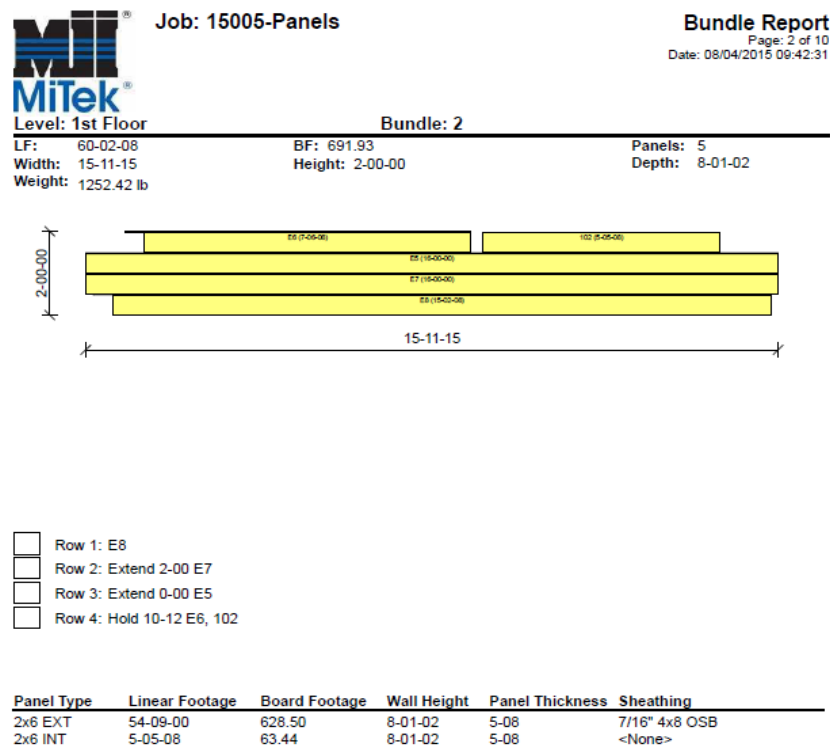 Job: 15005-Panels
Bundle Report
Page: 2 of 10
Date: 08/04/2015 09:42:31
MiTek®
Level: 1st Floor Bundle: 2
LF: 60-02-08 BF: 691.93 Panels: 5
Width: 15-11-15 Height: 2-00-00 Depth: 8-01-02
Weight: 1252.42 lb
E6 (7-06-08) 102 (5-05-08)
E5 (16-00-00)
2-00-00
E7 (16-00-00)
E8 (15-02-08)
15-11-15
Row 1: E8
Row 2: Extend 2-00 E7
Row 3: Extend 0-00 E5
Row 4: Hold 10-12 E6, 102
Panel Type Linear Footage Board Footage Wall Height Panel Thickness Sheathing
2x6 EXT 54-09-00 628.50 8-01-02 5-08 7/16" 4x8 OSB
2x6 INT 5-05-08 63.44 8-01-02 5-08 <None>